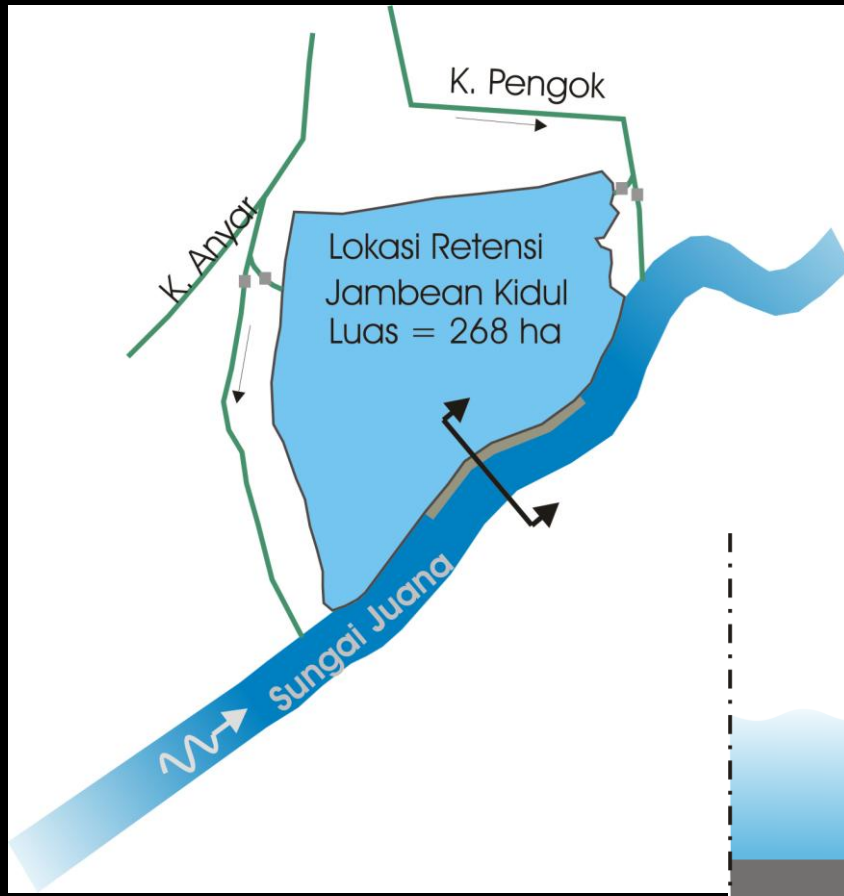 K. Pengok
K. Anyar
Lokasi Retensi
Jambean Kidul
Luas = 268 ha
Sungai Juana